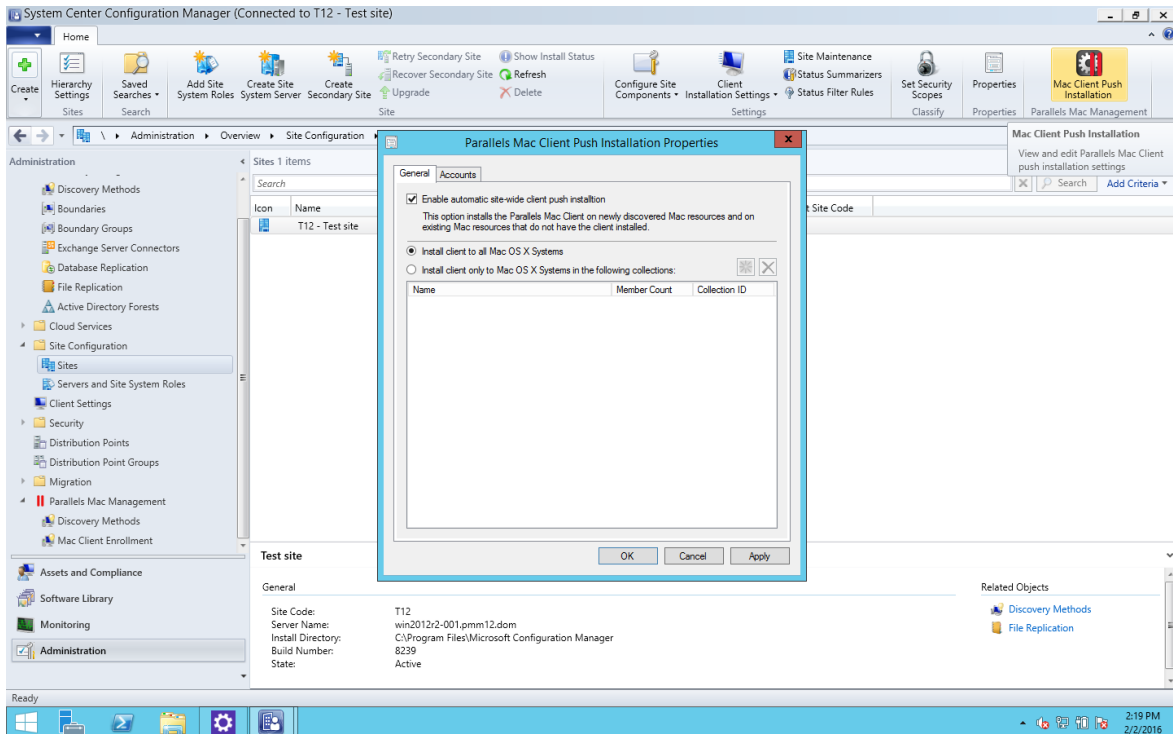 System Center Configuration Manager (Connected to T12 - Test site)
Home
Create
Hierarchy
Settings
Saved
Searches
Add Site
System Roles
Create Site
System Server
Create
Secondary Site
Retry Secondary Site
Recover Secondary Site
Upgrade
Show Install Status
Refresh
Delete
Configure Site
Components
Client
Installation Settings
Site Maintenance
Status Summarizers
Status Filter Rules
Set Security
Scopes
Properties
Mac Client Push
Installation
Sites
Search
Site
Settings
Classify
Properties
Parallels Mac Management
\ Administration Overview Site Configuration
Mac Client Push Installation
View and edit Parallels Mac Client
push installation settings
Administration
Discovery Methods
Boundaries
Boundary Groups
Exchange Server Connectors
Database Replication
File Replication
Active Directory Forests
Cloud Services
Site Configuration
Sites
Servers and Site System Roles
Client Settings
Security
Distribution Points
Distribution Point Groups
Migration
Parallels Mac Management
Discovery Methods
Mac Client Enrollment
Assets and Compliance
Software Library
Monitoring
Administration
Sites 1 items
Search
Search
Add Criteria
Icon Name
t Site Code
T12 - Test site
Parallels Mac Client Push Installation Properties
General Accounts
Enable automatic site-wide client push installtion
This option installs the Parallels Mac Client on newly discovered Mac resources and on
existing Mac resources that do not have the client installed.
Install client to all Mac OS X Systems
Install client only to Mac OS X Systems in the following collections:
Name Member Count Collection ID
OK Cancel Apply
Test site
General
Site Code: T12
Server Name: win2012r2-001.pmm12.dom
Install Directory: C:\Program Files\Microsoft Configuration Manager
Build Number: 8239
State: Active
Related Objects
Discovery Methods
File Replication
Ready
2:19 PM
2/2/2016